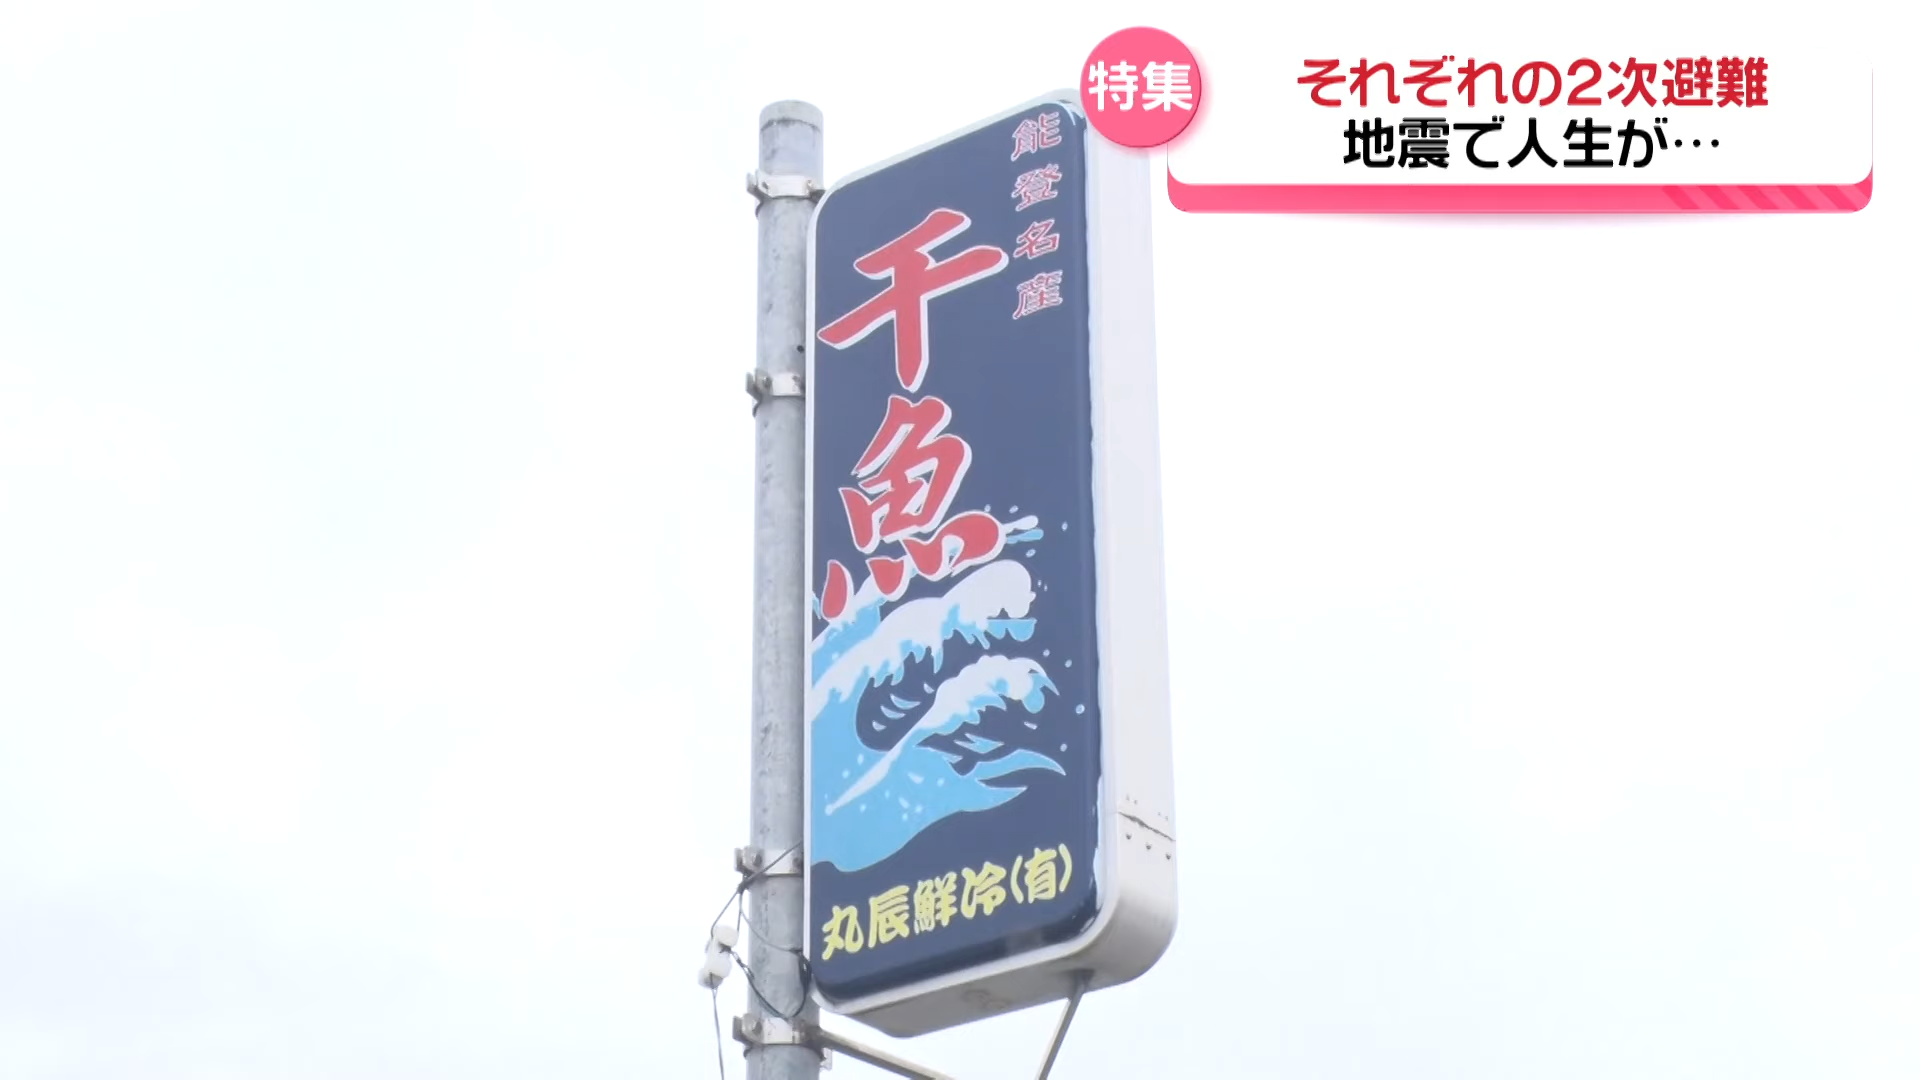 特集
それぞれの2次避難
地震で人生が…
能登名産
干魚
丸辰鮮冷(有)